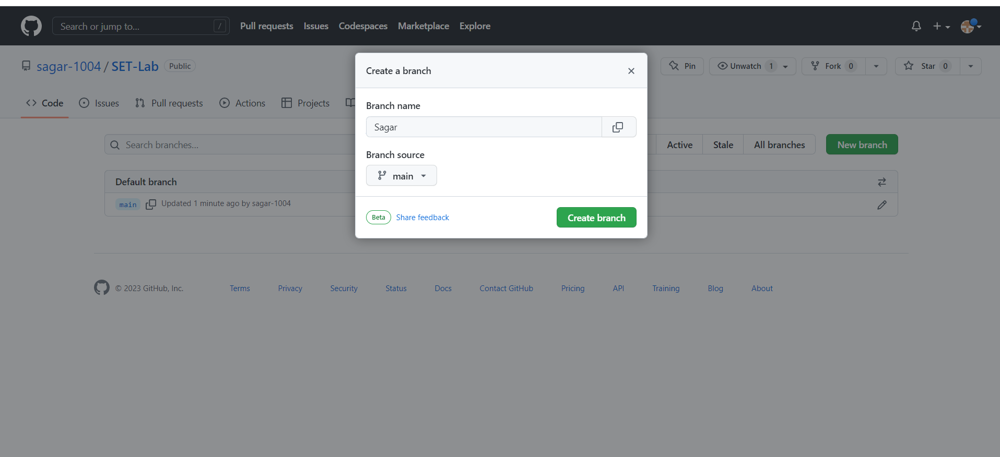 Search or jump to... / Pull requests Issues Codespaces Marketplace Explore
sagar-1004 / SET-Lab Public Pin Unwatch 1 Fork 0 Star 0
Code Issues Pull requests Actions Projects
Create a branch
Branch name
Sagar
Branch source
main
Beta Share feedback Create branch
Search branches... Active Stale All branches New branch
Default branch
main Updated 1 minute ago by sagar-1004
© 2023 GitHub, Inc. Terms Privacy Security Status Docs Contact GitHub Pricing API Training Blog About